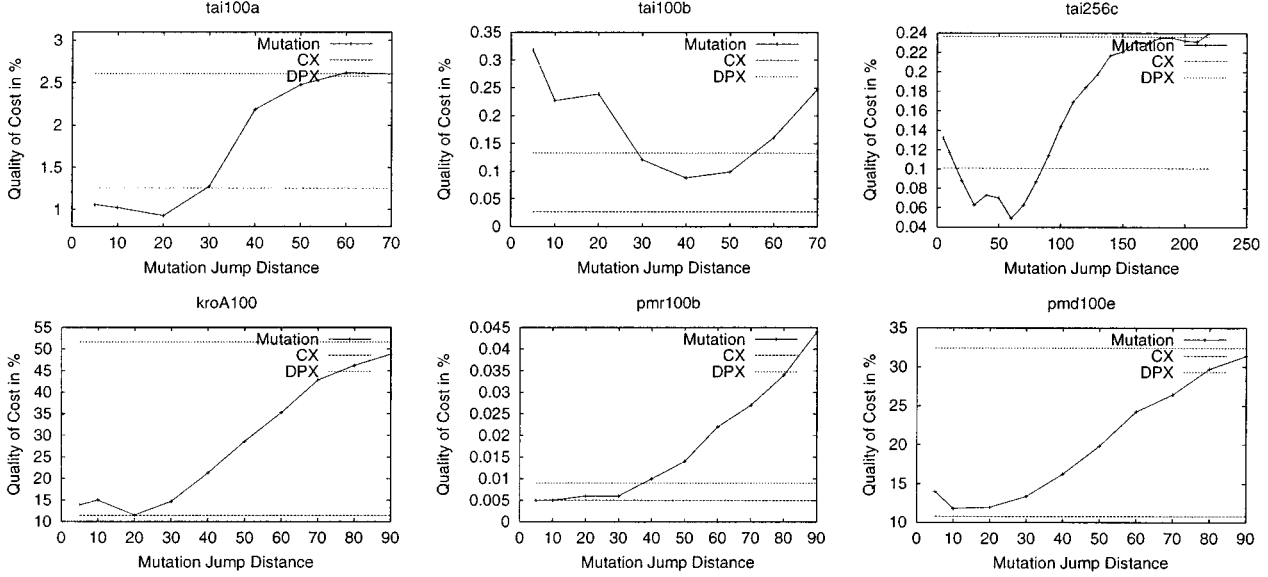 tai100a
3
2.5
2
1.5
1
0 10 20 30 40 50 60 70
Quality of Cost in %
Mutation Jump Distance
Mutation
CX
DPX
tai100b
0.35
0.3
0.25
0.2
0.15
0.1
0.05
0
0 10 20 30 40 50 60 70
Quality of Cost in %
Mutation Jump Distance
Mutation
CX
DPX
tai256c
0.24
0.22
0.2
0.18
0.16
0.14
0.12
0.1
0.08
0.06
0.04
0 50 100 150 200 250
Quality of Cost in %
Mutation Jump Distance
Mutation
CX
DPX
kroA100
55
50
45
40
35
30
25
20
15
10
0 10 20 30 40 50 60 70 80 90
Quality of Cost in %
Mutation Jump Distance
Mutation
CX
DPX
pmr100b
0.045
0.04
0.035
0.03
0.025
0.02
0.015
0.01
0.005
0
0 10 20 30 40 50 60 70 80 90
Quality of Cost in %
Mutation Jump Distance
Mutation
CX
DPX
pmd100e
35
30
25
20
15
10
0 10 20 30 40 50 60 70 80 90
Quality of Cost in %
Mutation Jump Distance
Mutation
CX
DPX